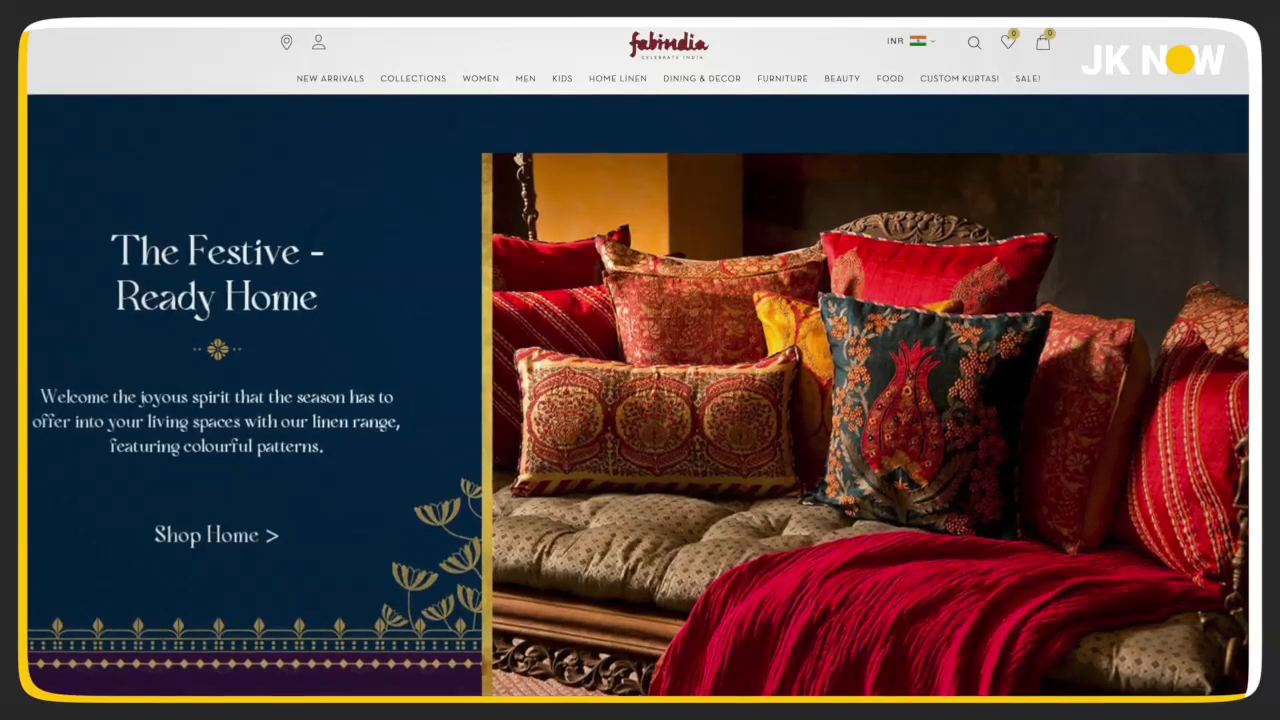 fabindia
CELEBRATE INDIA
INR
0
0
JK NOW
NEW ARRIVALS COLLECTIONS WOMEN MEN KIDS HOME LINEN DINING & DECOR FURNITURE BEAUTY FOOD CUSTOM KURTAS! SALE!
The Festive -
Ready Home
Welcome the joyous spirit that the season has to
offer into your living spaces with our linen range,
featuring colourful patterns.
Shop Home >